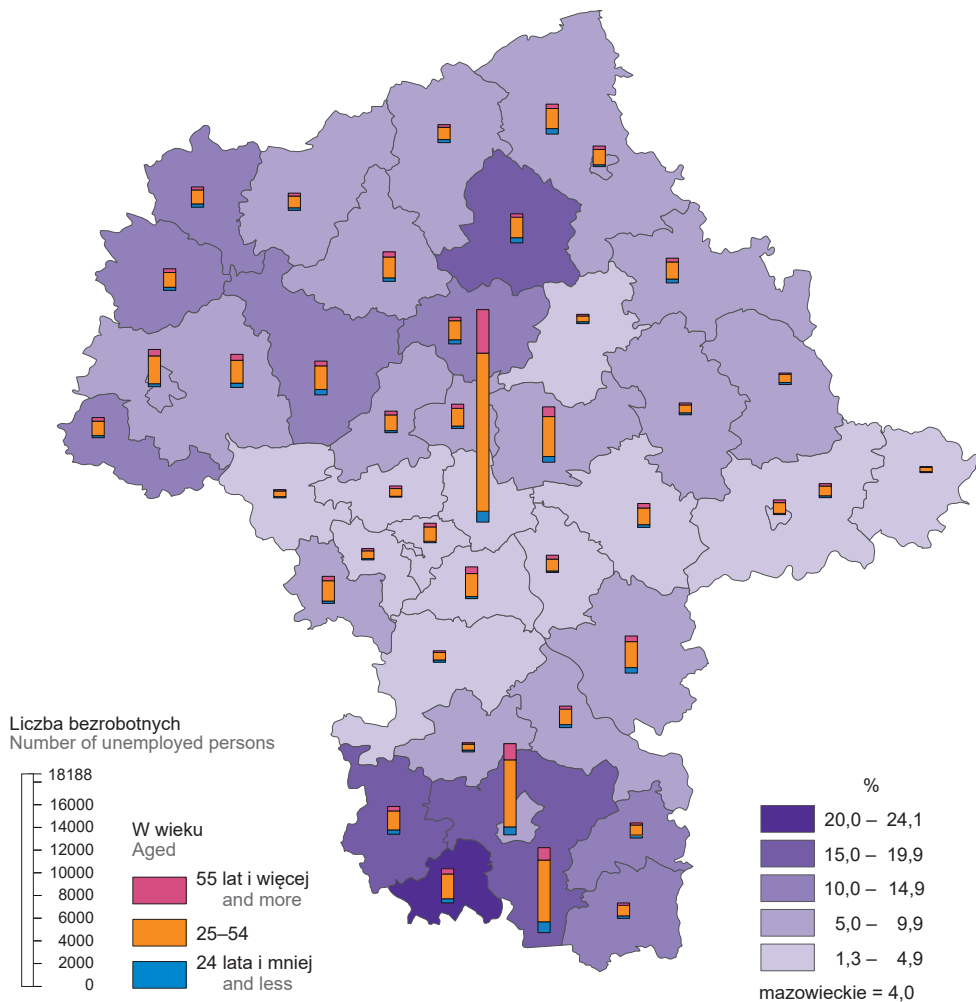 Liczba bezrobotnych
Number of unemployed persons
18188
16000
14000
12000
10000
8000
6000
4000
2000
0
W wieku
Aged
55 lat i więcej
and more
25–54
24 lata i mniej
and less
%
20,0 – 24,1
15,0 – 19,9
10,0 – 14,9
5,0 – 9,9
1,3 – 4,9
mazowieckie = 4,0